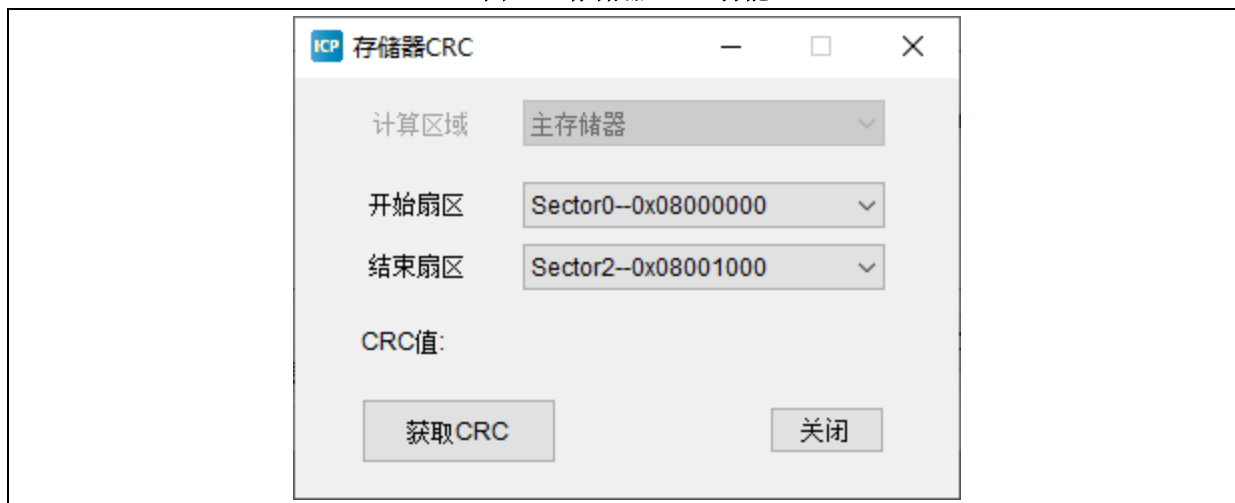 ICP 存储器CRC
计算区域 主存储器
开始扇区 Sector0--0x08000000
结束扇区 Sector2--0x08001000
CRC值:
获取CRC 关闭